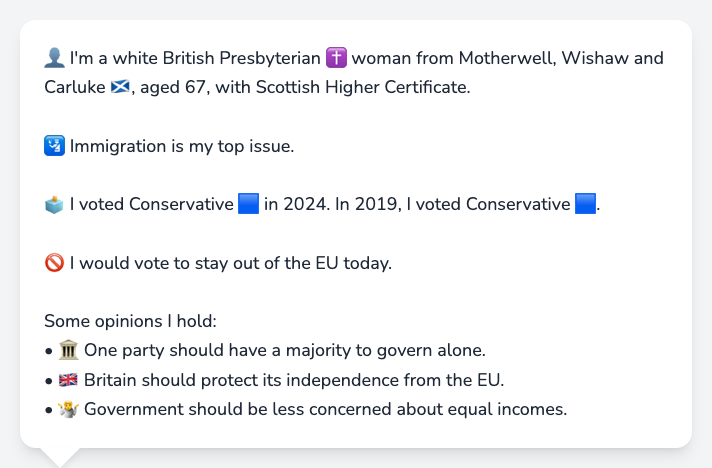 👤 I'm a white British Presbyterian ✝️ woman from Motherwell, Wishaw and
Carluke 🏴󠁧󠁢󠁳󠁣󠁴󠁿, aged 67, with Scottish Higher Certificate.
🛂 Immigration is my top issue.
🗳️ I voted Conservative 🟦 in 2024. In 2019, I voted Conservative 🟦.
🚫 I would vote to stay out of the EU today.
Some opinions I hold:
• 🏛️ One party should have a majority to govern alone.
• 🇬🇧 Britain should protect its independence from the EU.
• 🤷 Government should be less concerned about equal incomes.